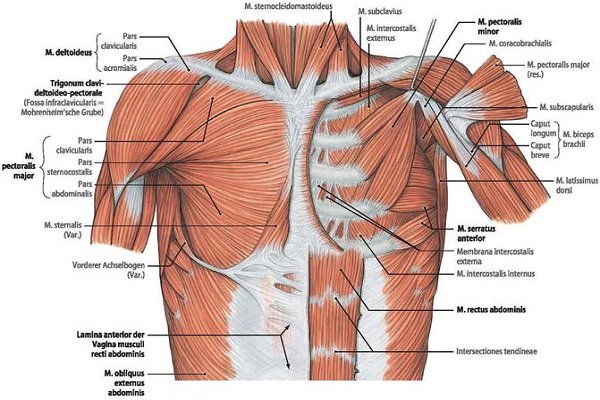 M. sternocleidomastoideus
M. deltoideus
Pars
clavicularis
Pars
acromialis
Trigonum clavi-
deltoideo-pectorale
(Fossa infraclavicularis =
Mohrenheim'sche Grube)
M.
pectoralis
major
Pars
clavicularis
Pars
sternocostalis
Pars
abdominalis
M. sternalis
(Var.)
Vorderer Achselbogen
(Var.)
Lamina anterior der
Vagina musculi
recti abdominis
M. obliquus
externus
abdominis
M. subclavius
M. intercostalis
externus
M. pectoralis
minor
M. coracobrachialis
M. pectoralis major
(res.)
M. subscapularis
Caput
longum
Caput
breve
M. biceps
brachii
M. latissimus
dorsi
M. serratus
anterior
Membrana intercostalis
externa
M. intercostalis internus
M. rectus abdominis
Intersectiones tendineae